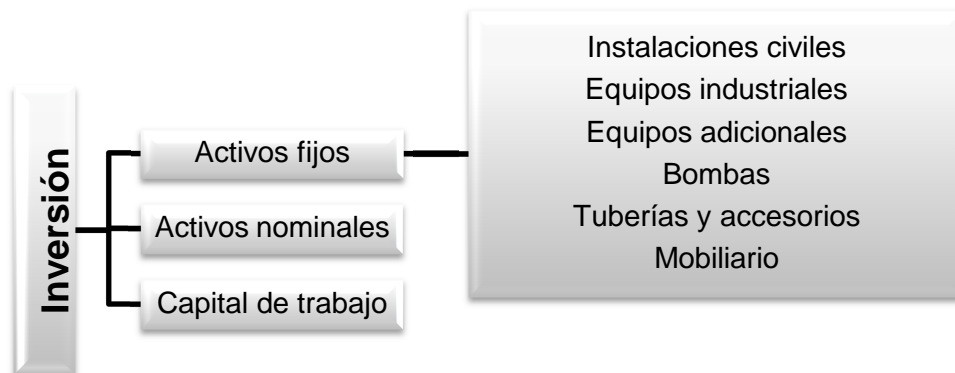 Inversión
Activos fijos
Activos nominales
Capital de trabajo
Instalaciones civiles
Equipos industriales
Equipos adicionales
Bombas
Tuberías y accesorios
Mobiliario